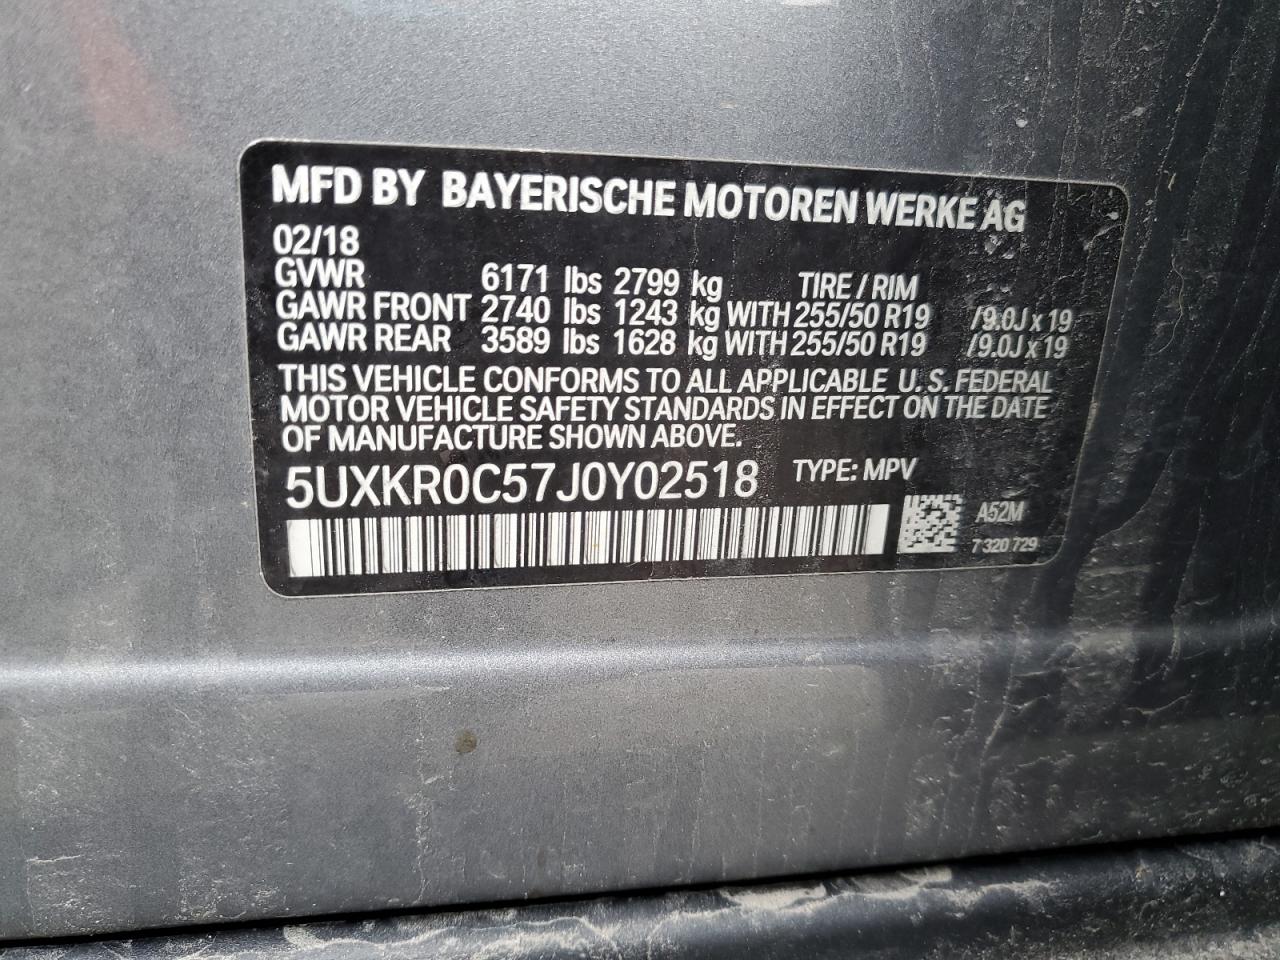 MFD BY BAYERISCHE MOTOREN WERKE AG
02/18
GVWR 6171 lbs 2799 kg TIRE / RIM
GAWR FRONT 2740 lbs 1243 kg WITH 255/50 R19 /9.0J x 19
GAWR REAR 3589 lbs 1628 kg WITH 255/50 R19 /9.0J x 19
THIS VEHICLE CONFORMS TO ALL APPLICABLE U.S. FEDERAL
MOTOR VEHICLE SAFETY STANDARDS IN EFFECT ON THE DATE
OF MANUFACTURE SHOWN ABOVE.
5UXKR0C57J0Y02518 TYPE: MPV
A52M
7 320 729